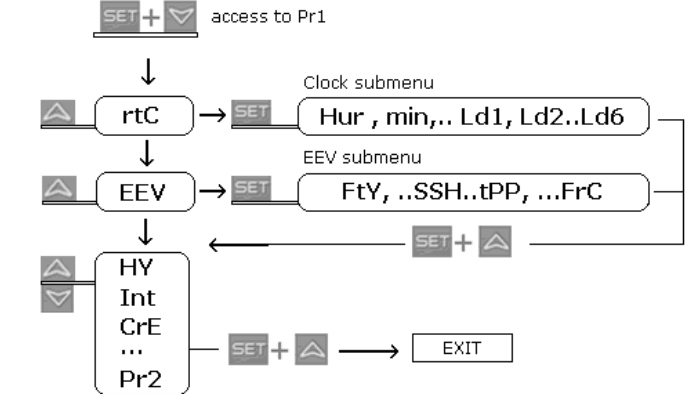 SET + access to Pr1
Clock submenu
rtC SET Hur , min,.. Ld1, Ld2..Ld6
EEV submenu
EEV SET FtY, ..SSH..tPP, ...FrC
SET +
HY
Int
CrE
...
Pr2
SET + EXIT